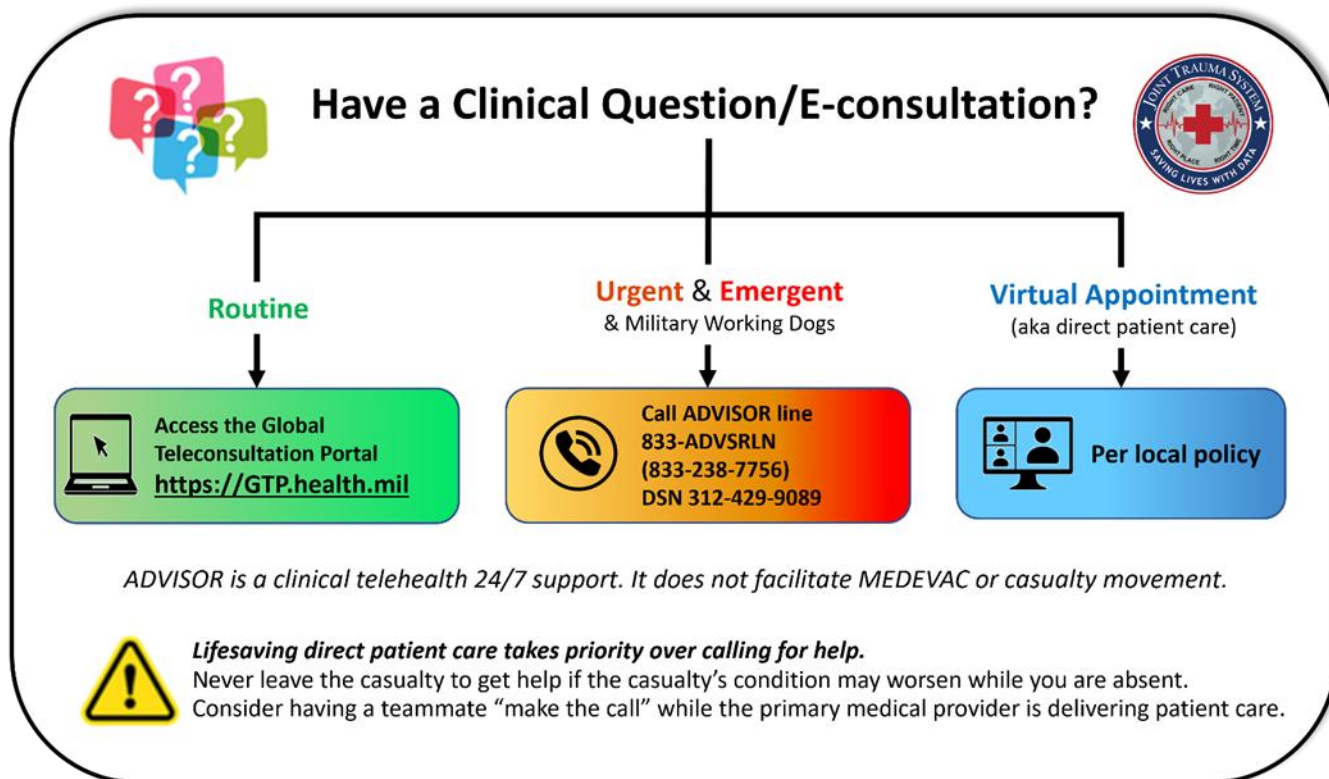 Have a Clinical Question/E-consultation?
JOINT TRAUMA SYSTEM
RIGHT CARE
RIGHT PATIENT
RIGHT PLACE
RIGHT TIME
SAVING LIVES WITH DATA
Routine
Access the Global
Teleconsultation Portal
https://GTP.health.mil
Urgent & Emergent
& Military Working Dogs
Call ADVISOR line
833-ADVSRLN
(833-238-7756)
DSN 312-429-9089
Virtual Appointment
(aka direct patient care)
Per local policy
ADVISOR is a clinical telehealth 24/7 support. It does not facilitate MEDEVAC or casualty movement.
Lifesaving direct patient care takes priority over calling for help.
Never leave the casualty to get help if the casualty’s condition may worsen while you are absent.
Consider having a teammate “make the call” while the primary medical provider is delivering patient care.